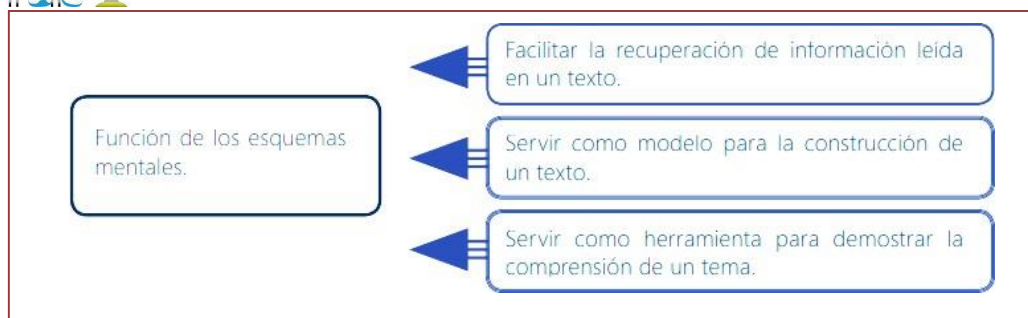 Función de los esquemas
mentales.
Facilitar la recuperación de información leída
en un texto.
Servir como modelo para la construcción de
un texto.
Servir como herramienta para demostrar la
comprensión de un tema.